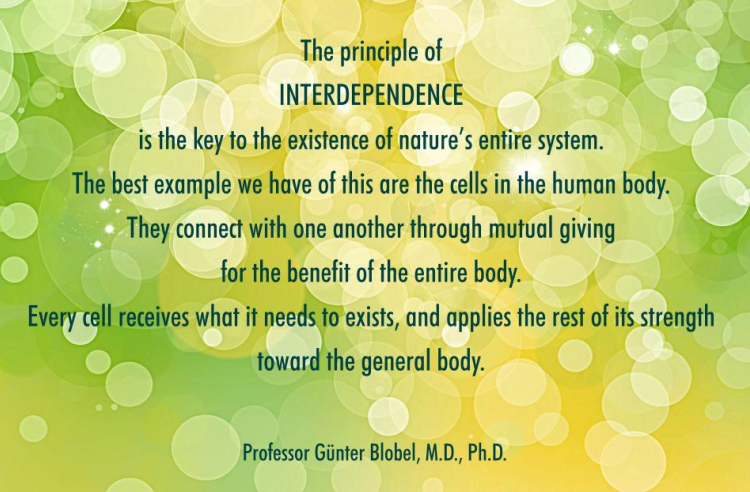 The principle of
INTERDEPENDENCE
is the key to the existence of nature's entire system.
The best example we have of this are the cells in the human body.
They connect with one another through mutual giving
for the benefit of the entire body.
Every cell receives what it needs to exists, and applies the rest of its strength
toward the general body.
Professor Günter Blobel, M.D., Ph.D.